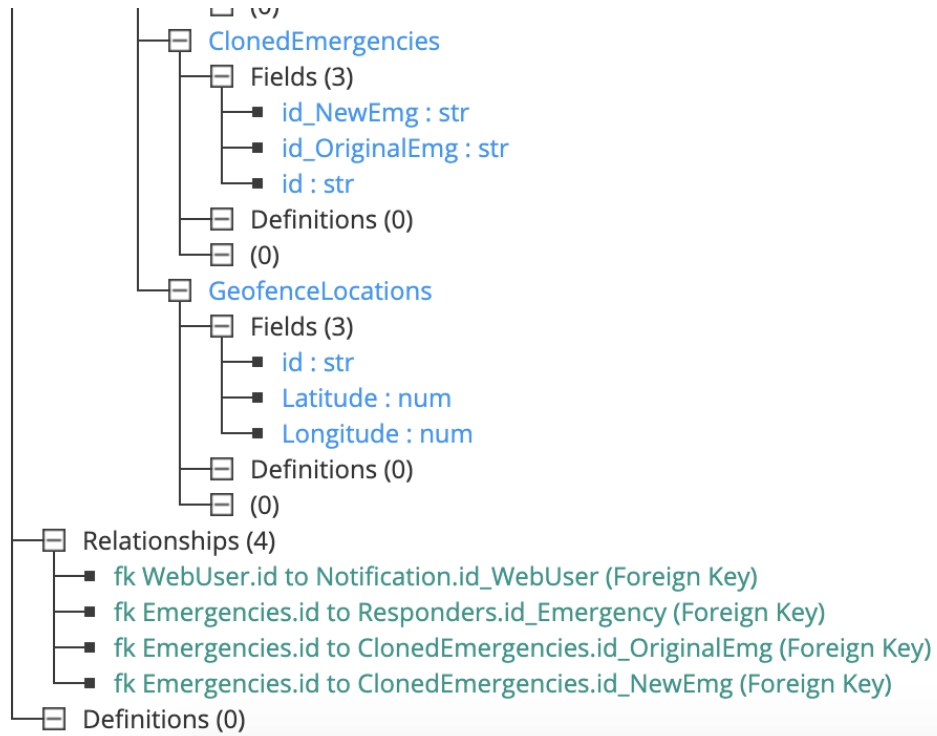 (0)
ClonedEmergencies
Fields (3)
id_NewEmg : str
id_OriginalEmg : str
id : str
Definitions (0)
(0)
GeofenceLocations
Fields (3)
id : str
Latitude : num
Longitude : num
Definitions (0)
(0)
Relationships (4)
fk WebUser.id to Notification.id_WebUser (Foreign Key)
fk Emergencies.id to Responders.id_Emergency (Foreign Key)
fk Emergencies.id to ClonedEmergencies.id_OriginalEmg (Foreign Key)
fk Emergencies.id to ClonedEmergencies.id_NewEmg (Foreign Key)
Definitions (0)